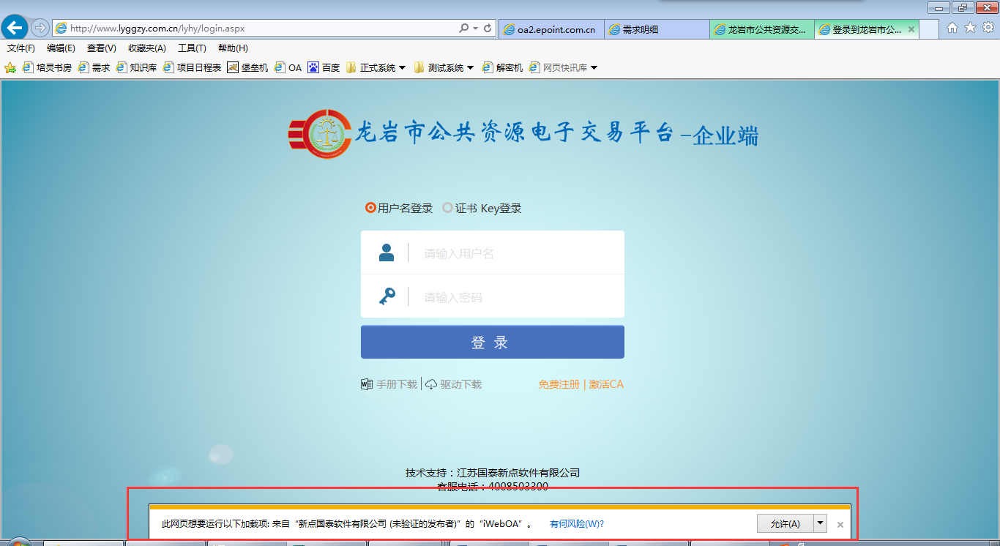 http://www.lyggzy.com.cn/lyhy/login.aspx
oa2.epoint.com.cn
需求明细
龙岩市公共资源交...
登录到龙岩市公...
文件(F) 编辑(E) 查看(V) 收藏夹(A) 工具(T) 帮助(H)
培灵书房 需求 知识库 项目日程表 堡垒机 OA 百度 正式系统 测试系统 解密机 网页快讯库
龙岩市公共资源电子交易平台-企业端
用户名登录 证书 Key登录
请输入用户名
请输入密码
登 录
手册下载 驱动下载 免费注册 | 激活CA
技术支持：江苏国泰新点软件有限公司
客服电话：4008503300
此网页想要运行以下加载项: 来自“新点国泰软件有限公司 (未验证的发布者)”的“iWebOA”。 有何风险(W)? 允许(A)